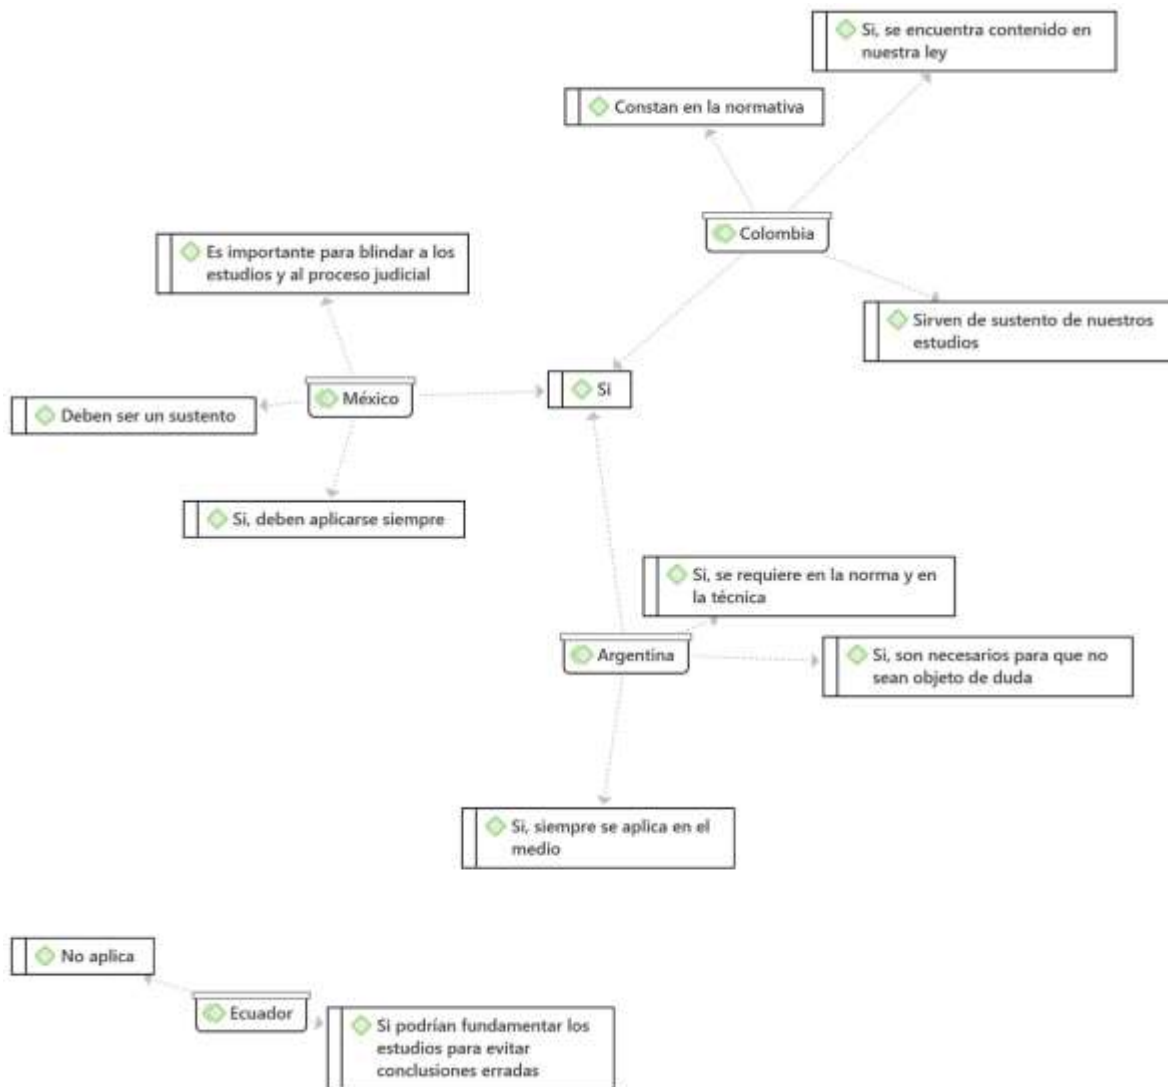 Si, se encuentra contenido en
nuestra ley
Constan en la normativa
Colombia
Es importante para blindar a los
estudios y al proceso judicial
Sirven de sustento de nuestros
estudios
México
Si
Deben ser un sustento
Si, deben aplicarse siempre
Si, se requiere en la norma y en
la técnica
Argentina
Si, son necesarios para que no
sean objeto de duda
Si, siempre se aplica en el
medio
No aplica
Ecuador
Si podrían fundamentar los
estudios para evitar
conclusiones erradas